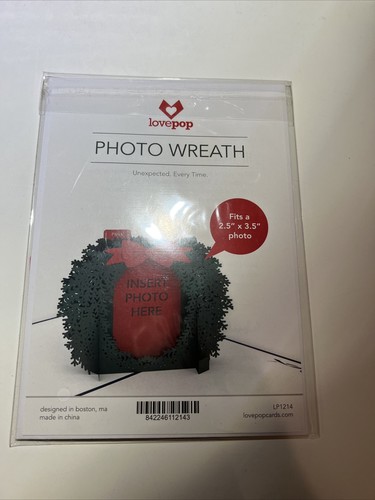 lovepop
PHOTO WREATH
Unexpected. Every Time.
Fits a
2.5" x 3.5"
photo
INSERT
PHOTO
HERE
designed in boston, ma
made in china
842246112143
LP1214
lovepopcards.com